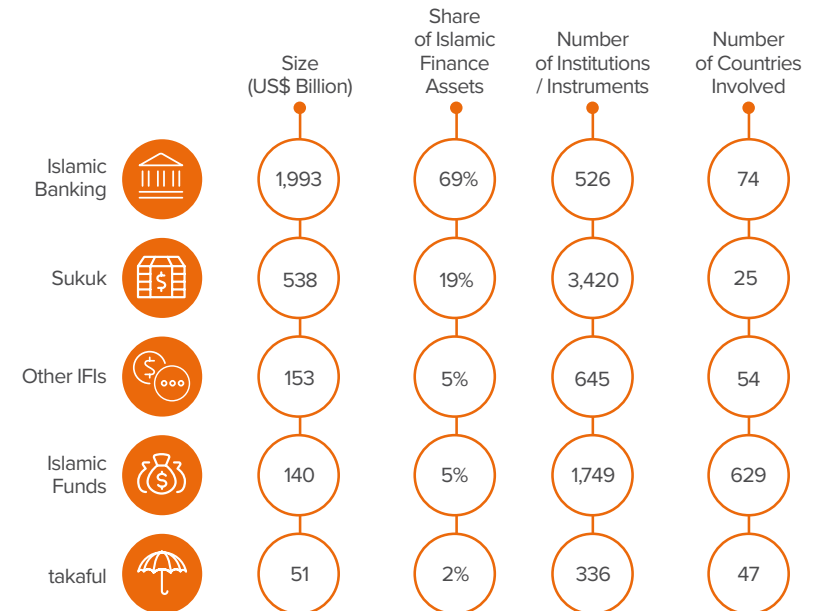 Size
(US$ Billion)
Share
of Islamic
Finance
Assets
Number
of Institutions
/ Instruments
Number
of Countries
Involved
Islamic
Banking
1,993
69%
526
74
Sukuk
$
538
19%
3,420
25
Other IFIs
$
153
5%
645
54
Islamic
Funds
$
140
5%
1,749
629
takaful
51
2%
336
47